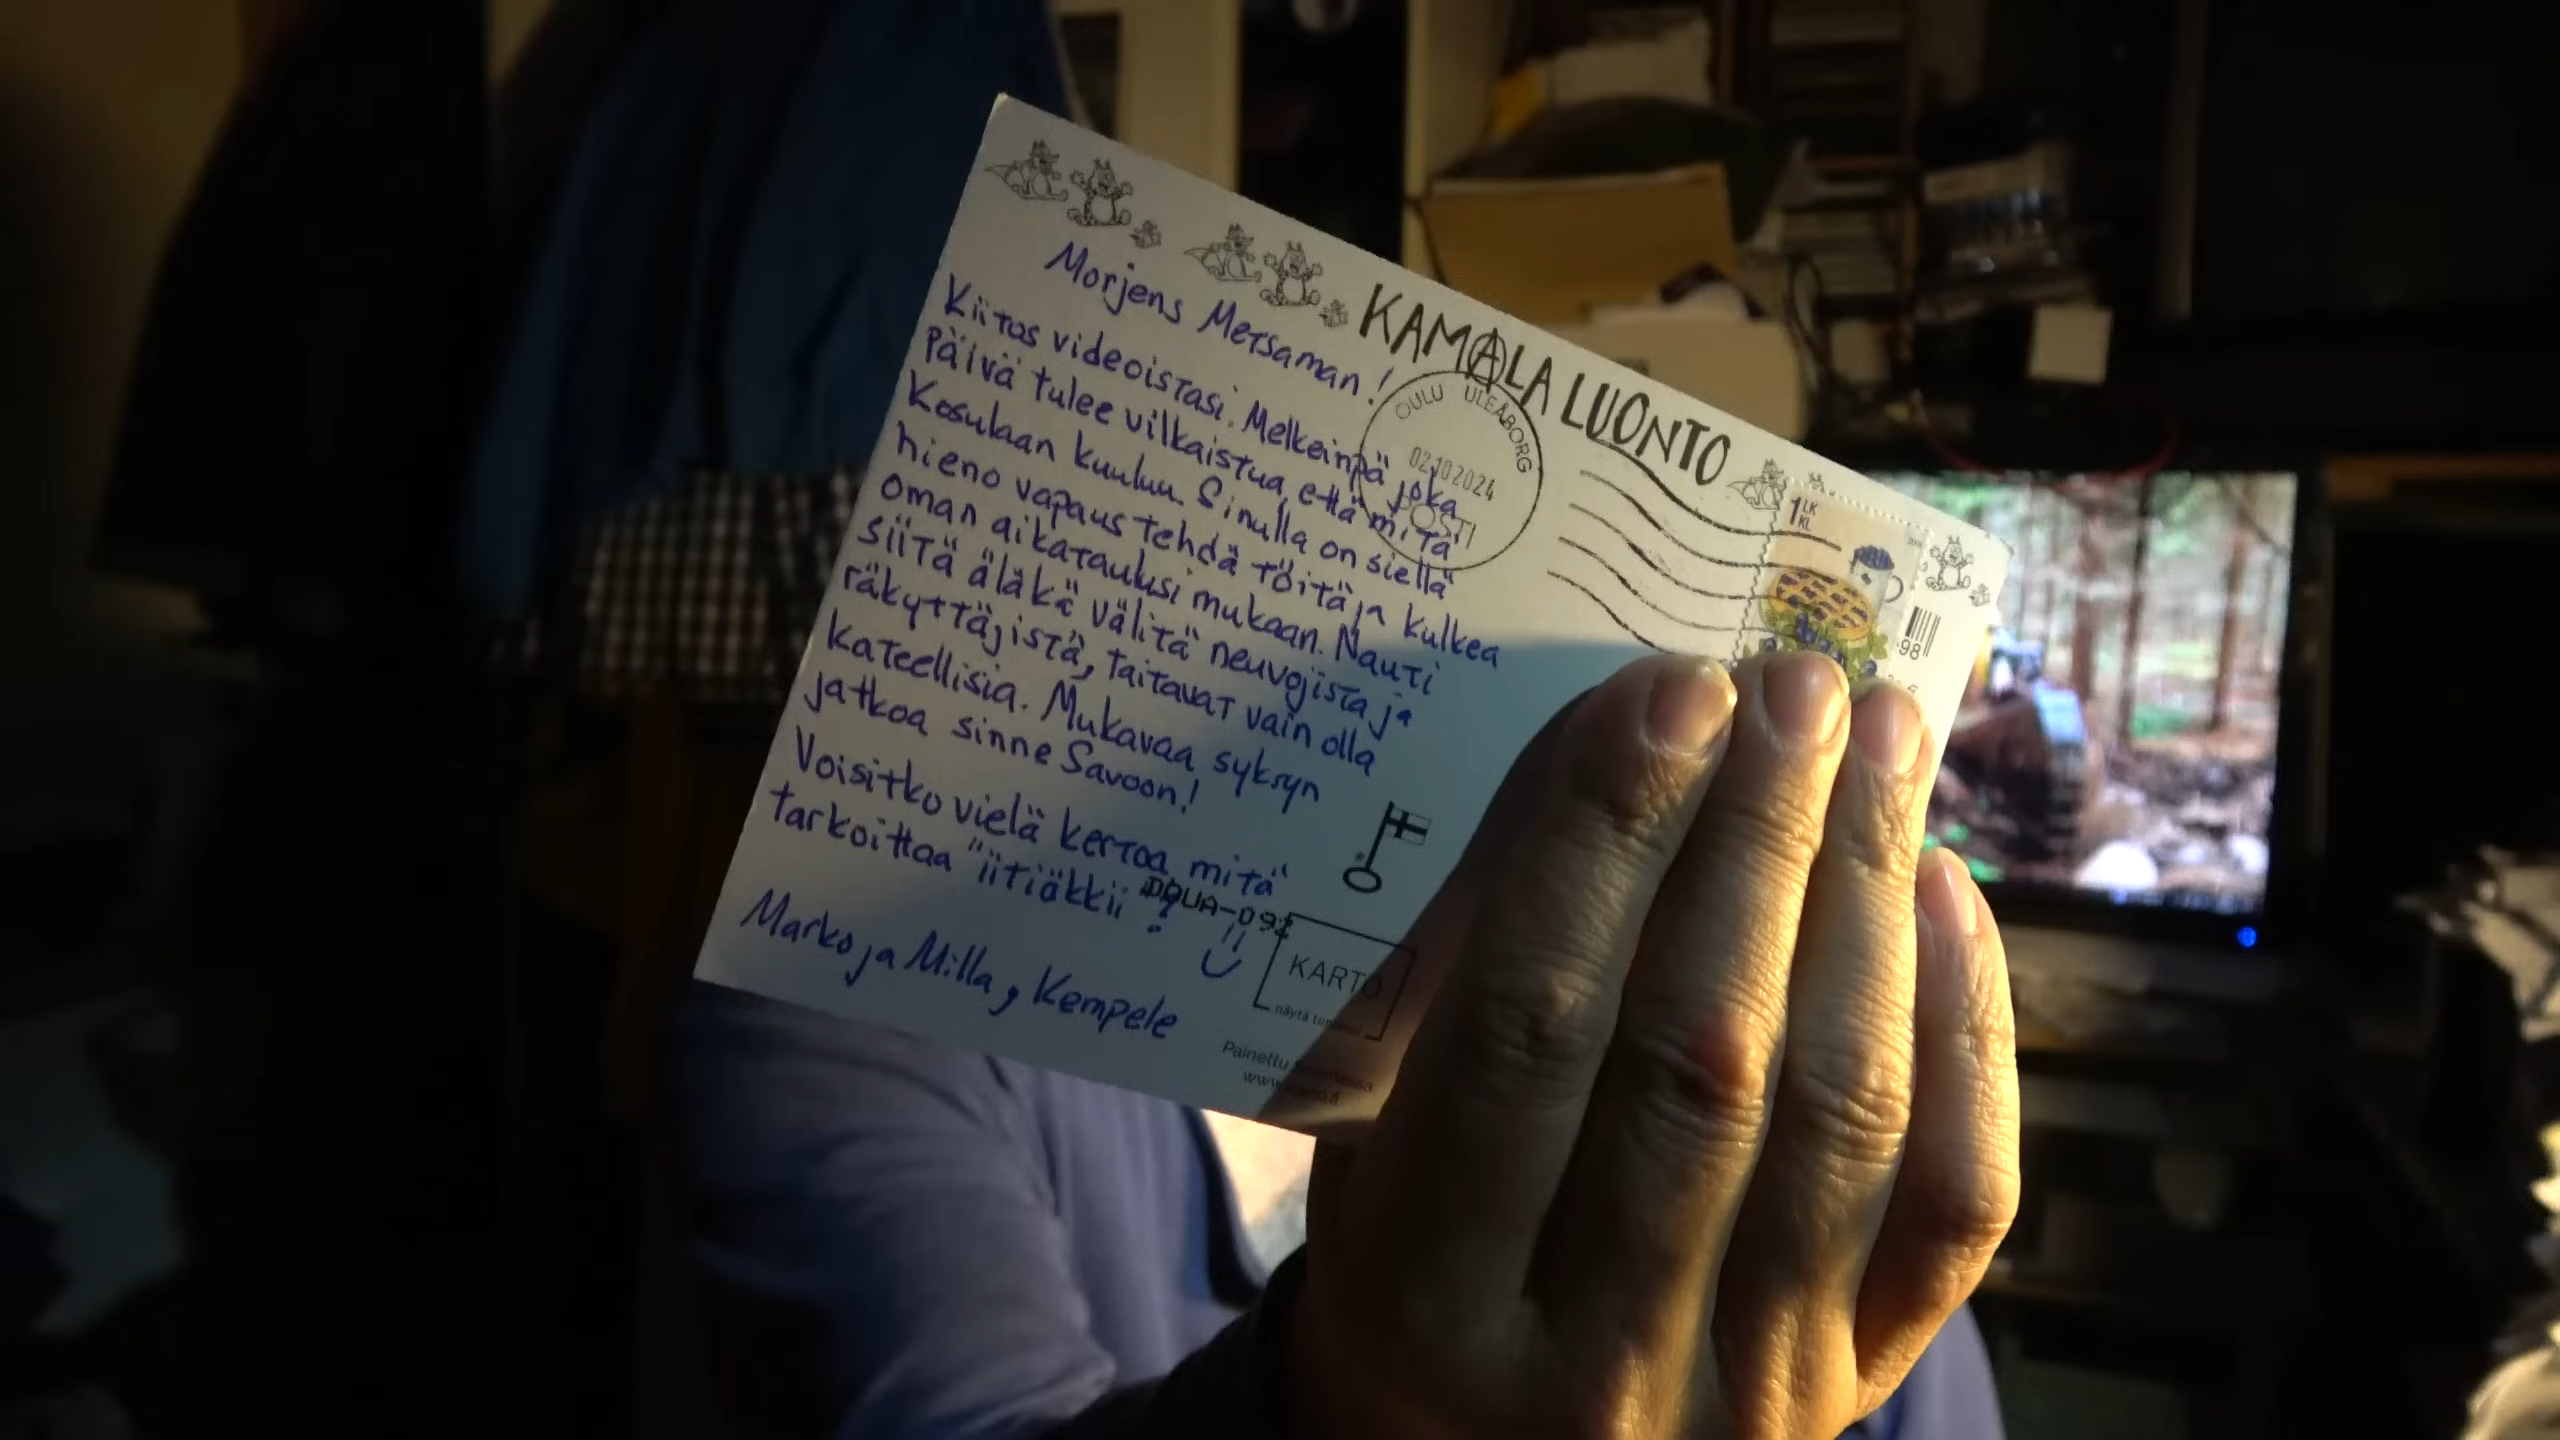 KAMALA LUONTO
Morjens Metsaman!
Kiitos videoistasi. Melkeinpä joka
päivä tulee vilkaistua, että mitä
Kosulaan kuuluu. Sinulla on siellä
hieno vapaus tehdä töitä ja kulkea
oman aikataulusi mukaan. Nauti
siitä äläkä välitä neuvojista ja
räkyttäjistä, taitavat vain olla
kateellisia. Mukavaa syksyn
jatkoa sinne Savoon!
Voisitko vielä kertoa mitä
tarkoittaa "iitiäkkii"?
Marko ja Milla, Kempele
OULU ULEÅBORG
02.10.2024
POSTI
1 LK
KL
98
KARTO
Painettu